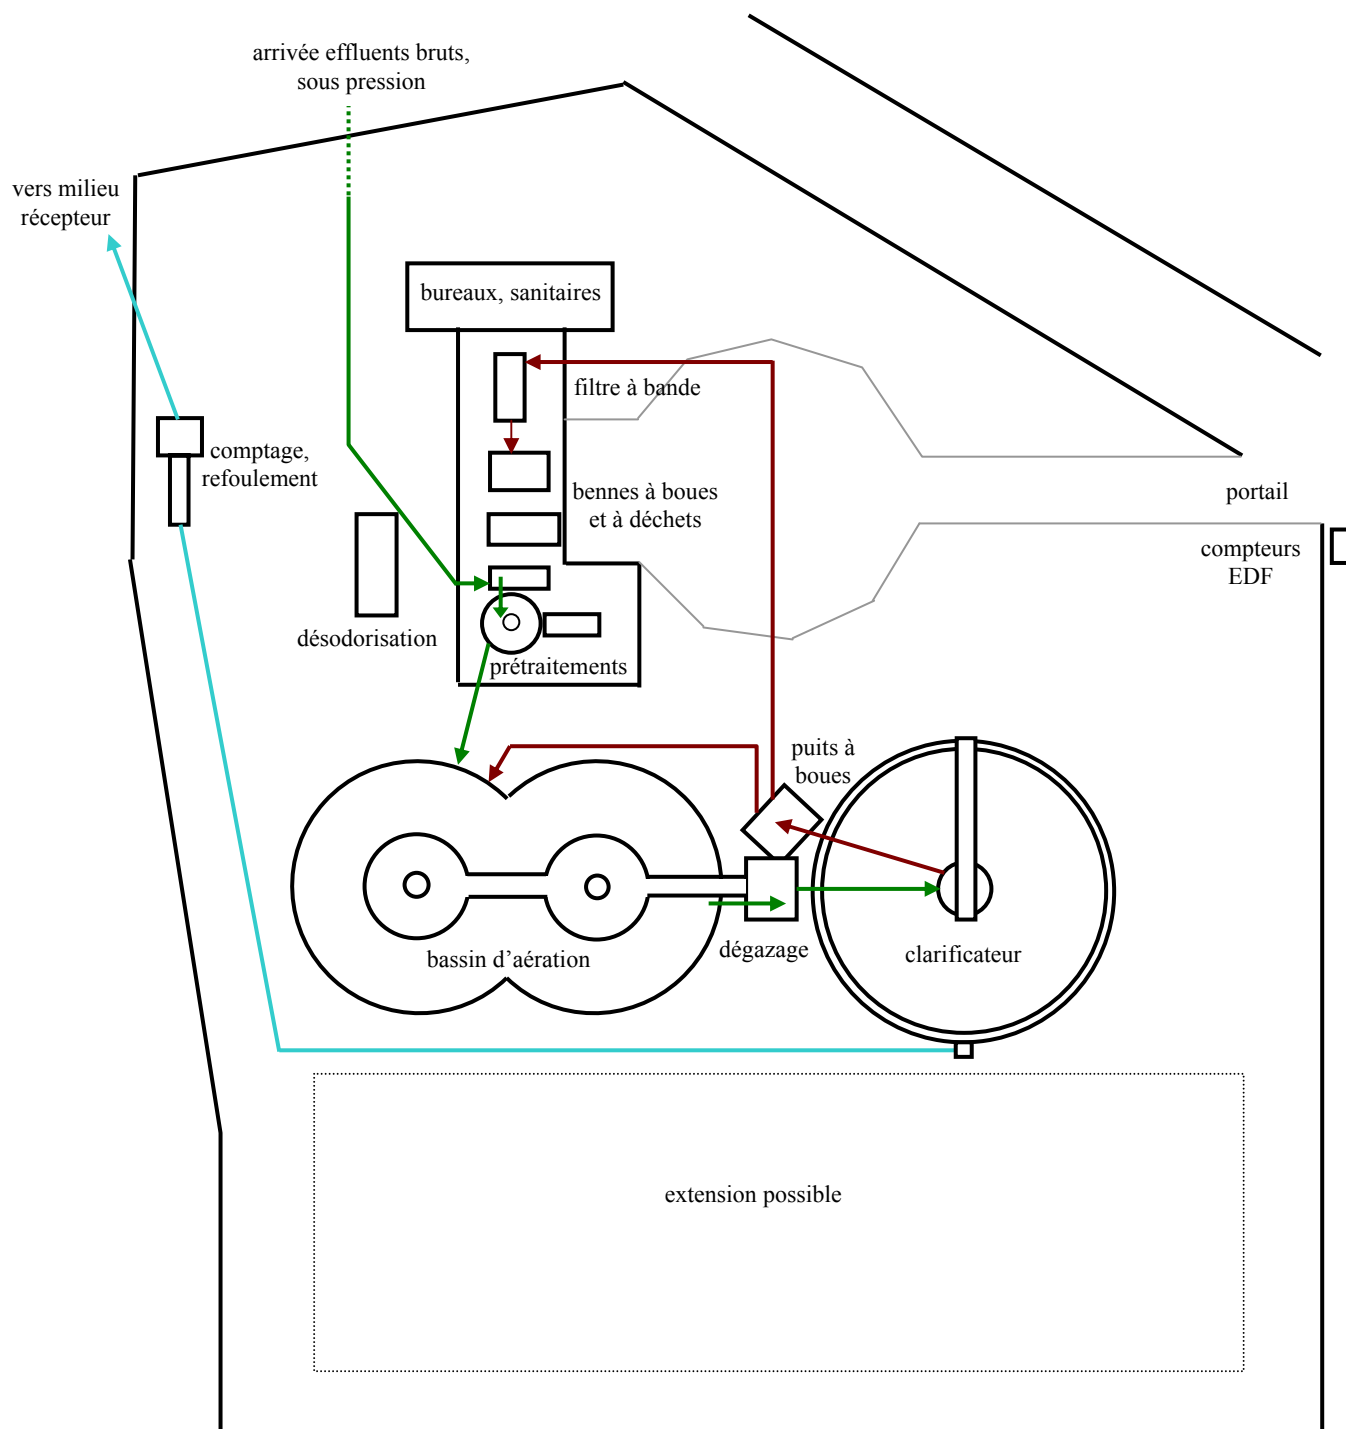 arrivée effluents bruts,
sous pression
vers milieu
récepteur
bureaux, sanitaires
filtre à bande
comptage,
refoulement
bennes à boues
et à déchets
portail
compteurs
EDF
désodorisation
prétraitements
puits à
boues
bassin d’aération
dégazage
clarificateur
extension possible